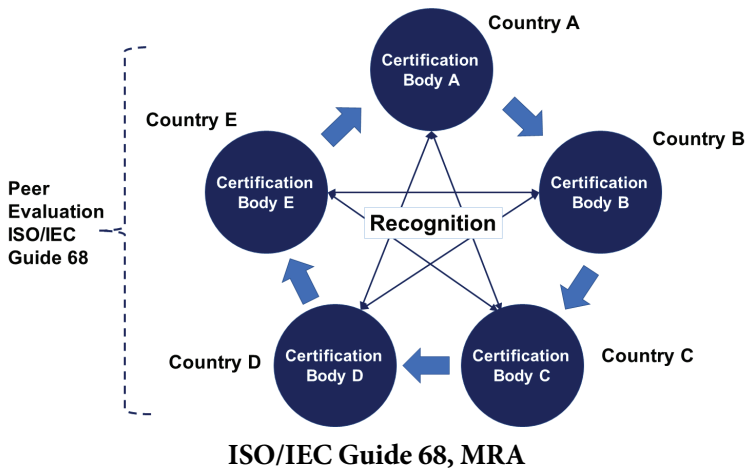 Country A
Certification
Body A
Country E
Country B
Certification
Body E
Certification
Body B
Peer
Evaluation
ISO/IEC
Guide 68
Recognition
Country D
Certification
Body D
Certification
Body C
Country C
ISO/IEC Guide 68, MRA